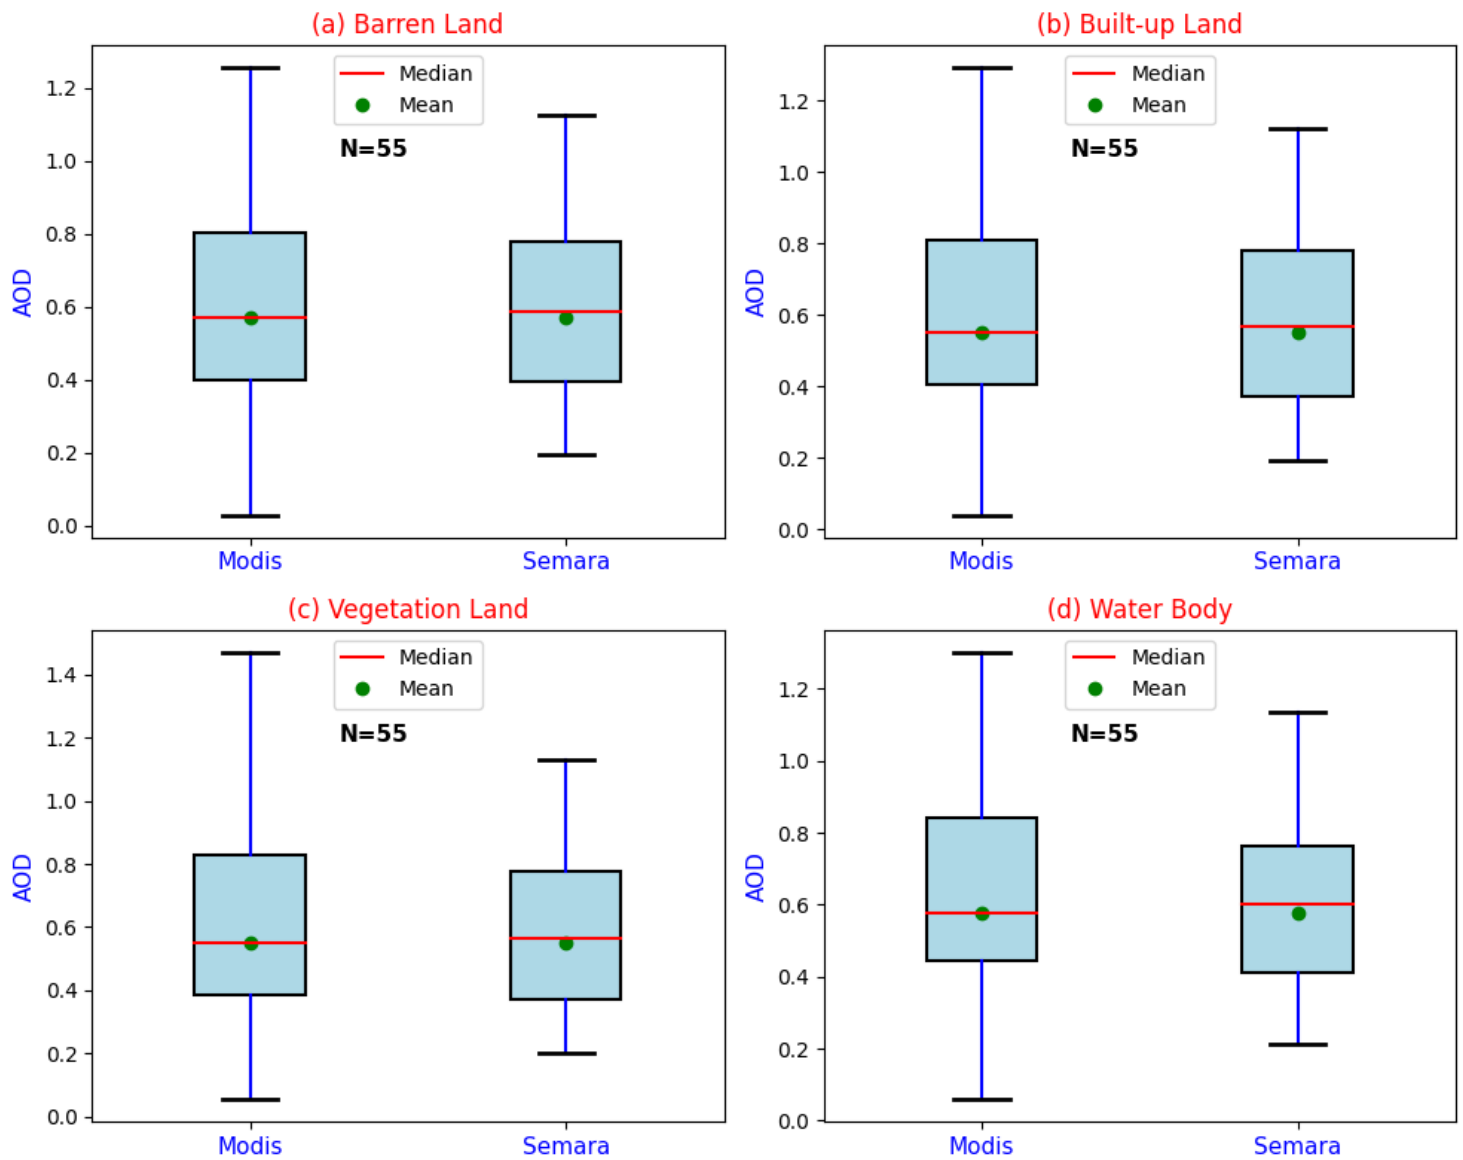 (a) Barren Land
Median
Mean
N=55
AOD
1.2
1.0
0.8
0.6
0.4
0.2
0.0
Modis
Semara
(b) Built-up Land
Median
Mean
N=55
AOD
1.2
1.0
0.8
0.6
0.4
0.2
0.0
Modis
Semara
(c) Vegetation Land
Median
Mean
N=55
AOD
1.4
1.2
1.0
0.8
0.6
0.4
0.2
0.0
Modis
Semara
(d) Water Body
Median
Mean
N=55
AOD
1.2
1.0
0.8
0.6
0.4
0.2
0.0
Modis
Semara